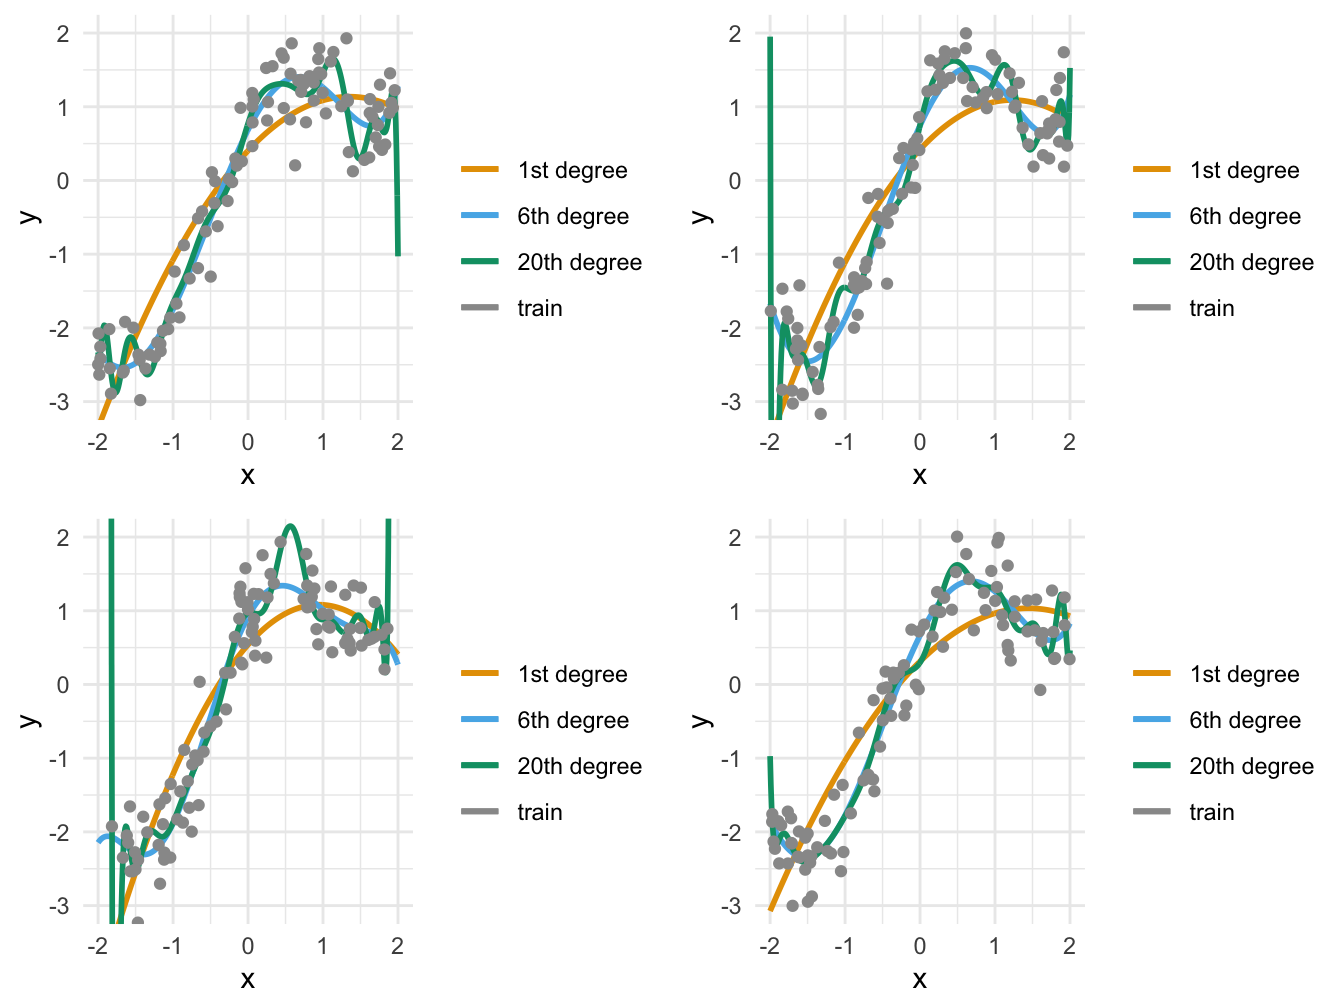 2
1
0
-1
-2
-3
y
-2 -1 0 1 2
x
1st degree
6th degree
20th degree
train
2
1
0
-1
-2
-3
y
-2 -1 0 1 2
x
1st degree
6th degree
20th degree
train
2
1
0
-1
-2
-3
y
-2 -1 0 1 2
x
1st degree
6th degree
20th degree
train
2
1
0
-1
-2
-3
y
-2 -1 0 1 2
x
1st degree
6th degree
20th degree
train